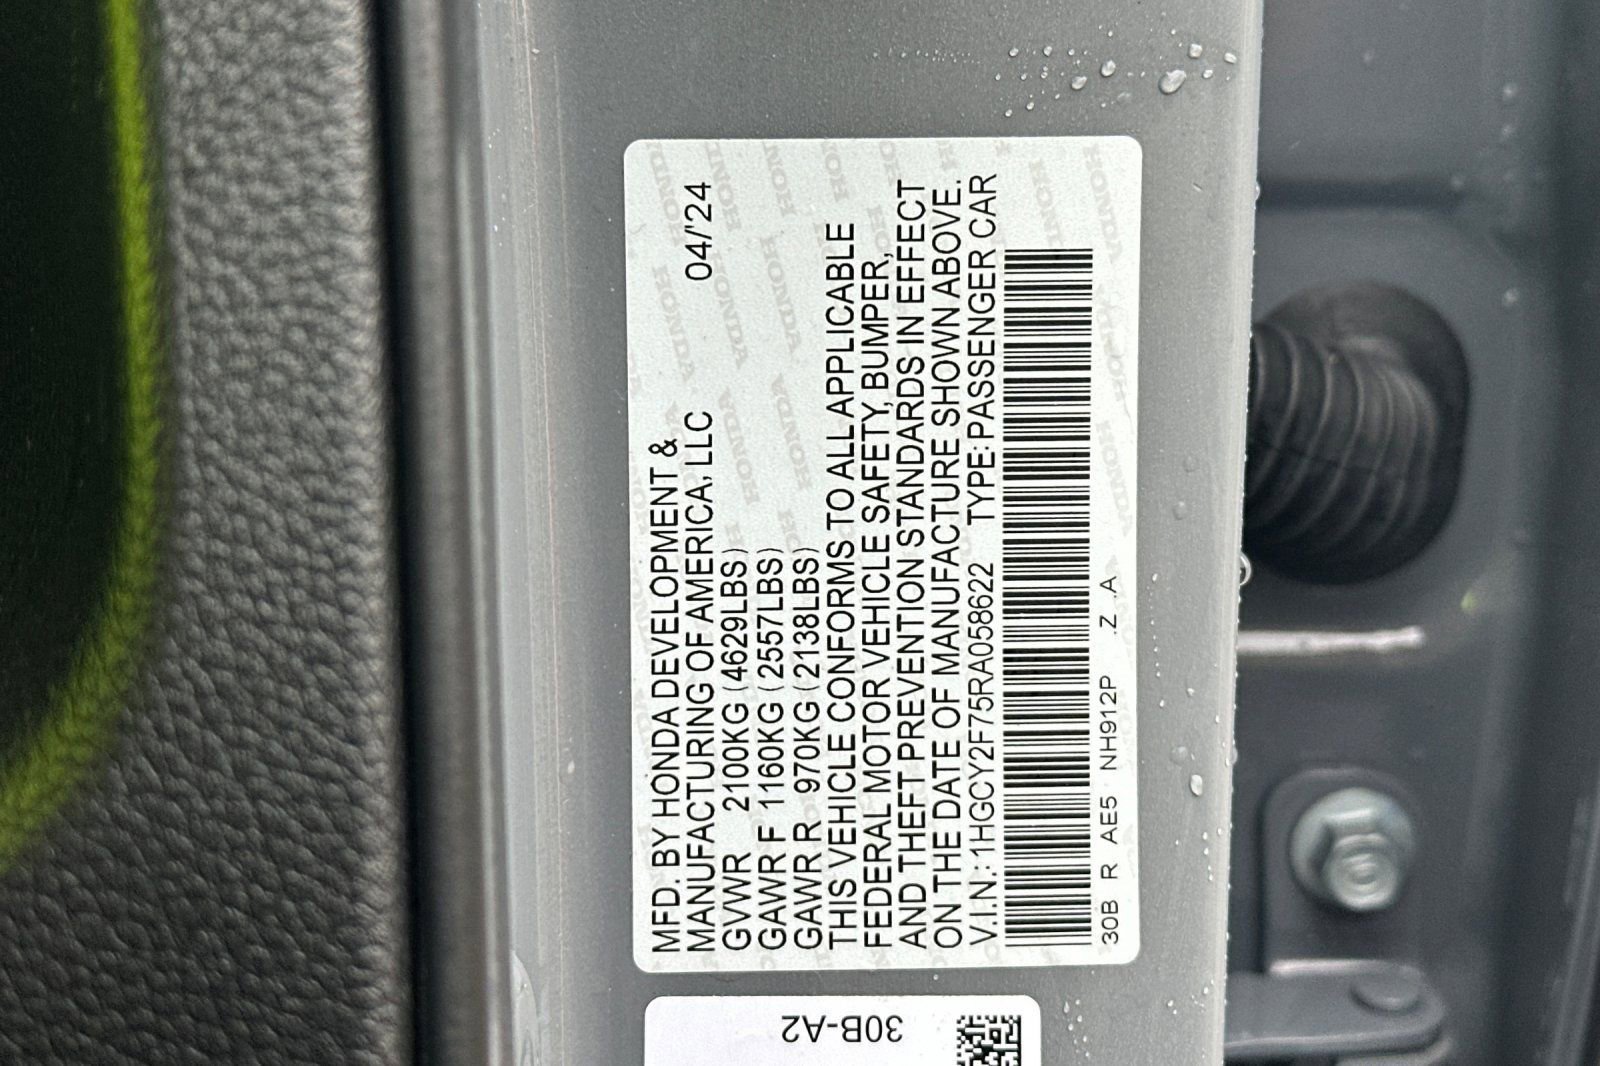 MFD. BY HONDA DEVELOPMENT &
MANUFACTURING OF AMERICA, LLC 04/'24
GVWR 2100KG (4629LBS)
GAWR F 1160KG (2557LBS)
GAWR R 970KG (2138LBS)
THIS VEHICLE CONFORMS TO ALL APPLICABLE
FEDERAL MOTOR VEHICLE SAFETY, BUMPER,
AND THEFT PREVENTION STANDARDS IN EFFECT
ON THE DATE OF MANUFACTURE SHOWN ABOVE.
V.I.N.: 1HGCY2F75RA058622 TYPE: PASSENGER CAR
30B R AE5 NH912P .Z .A
30B-A2